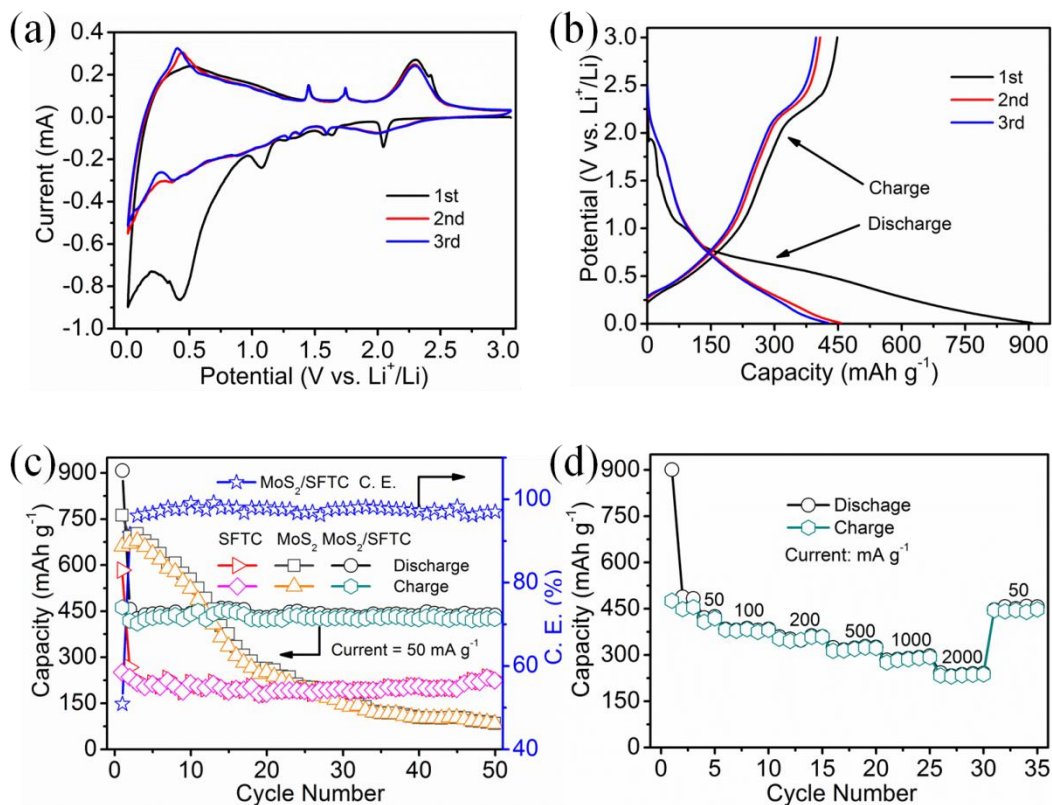 (a)
0.4
0.2
0.0
-0.2
-0.4
-0.6
-0.8
-1.0
Current (mA)
1st
2nd
3rd
0.0 0.5 1.0 1.5 2.0 2.5 3.0
Potential (V vs. Li⁺/Li)
(b)
3.0
2.5
2.0
1.5
1.0
0.5
0.0
Potential (V vs. Li⁺/Li)
1st
2nd
3rd
Charge
Discharge
0 150 300 450 600 750 900
Capacity (mAh g⁻¹)
(c)
900
750
600
450
300
150
0
Capacity (mAh g⁻¹)
MoS₂/SFTC C. E.
SFTC MoS₂ MoS₂/SFTC
Discharge
Charge
Current = 50 mA g⁻¹
100
80
60
40
C. E. (%)
0 10 20 30 40 50
Cycle Number
(d)
900
750
600
450
300
150
0
Capacity (mAh g⁻¹)
Dischage
Charge
Current: mA g⁻¹
50
100
200
500
1000
2000
50
0 5 10 15 20 25 30 35
Cycle Number